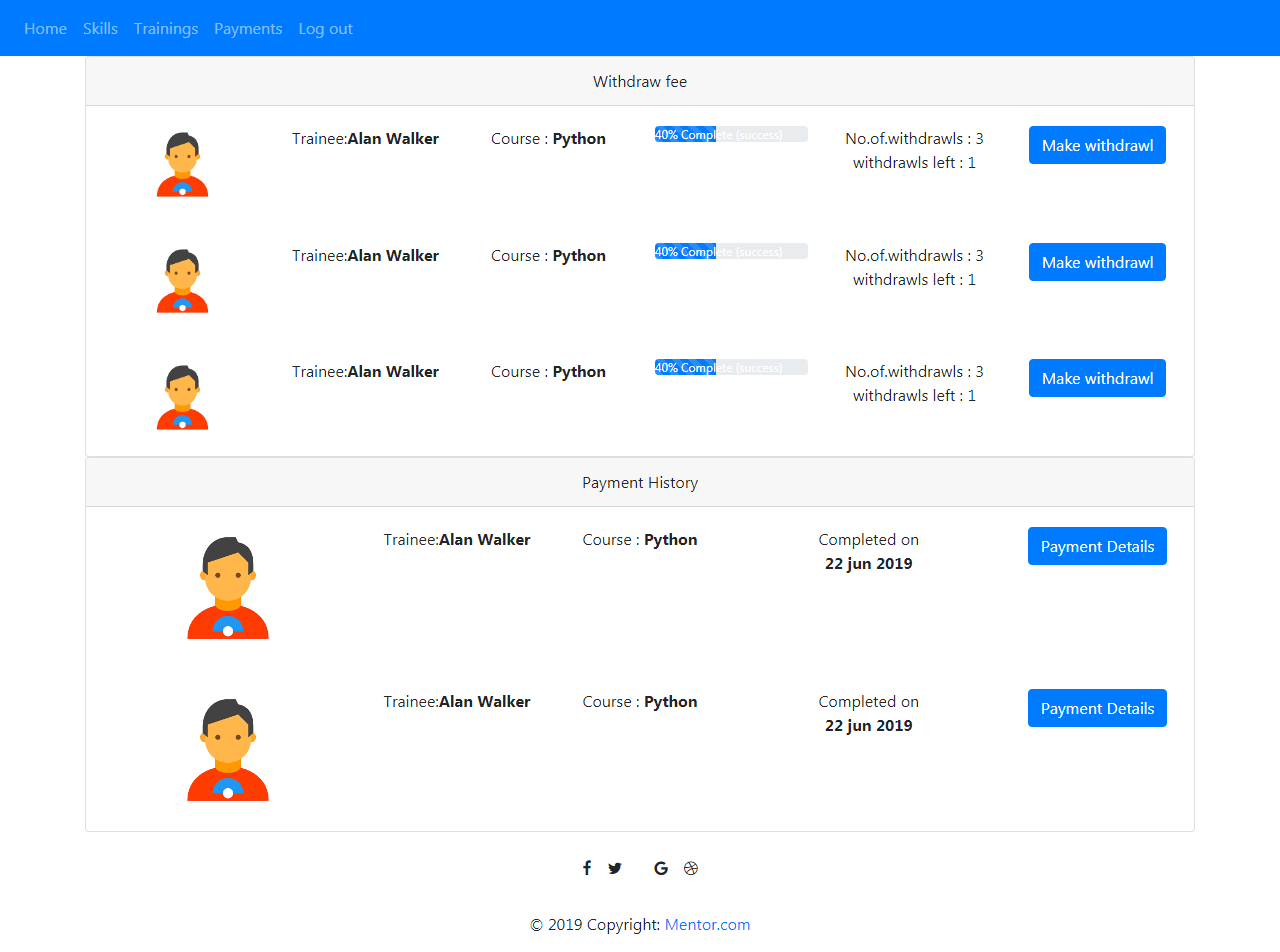 Home Skills Trainings Payments Log out
Withdraw fee
Trainee:Alan Walker Course : Python 40% Complete (success) No.of.withdrawls : 3 Make withdrawl
withdrawls left : 1
Trainee:Alan Walker Course : Python 40% Complete (success) No.of.withdrawls : 3 Make withdrawl
withdrawls left : 1
Trainee:Alan Walker Course : Python 40% Complete (success) No.of.withdrawls : 3 Make withdrawl
withdrawls left : 1
Payment History
Trainee:Alan Walker Course : Python Completed on Payment Details
22 jun 2019
Trainee:Alan Walker Course : Python Completed on Payment Details
22 jun 2019
© 2019 Copyright: Mentor.com